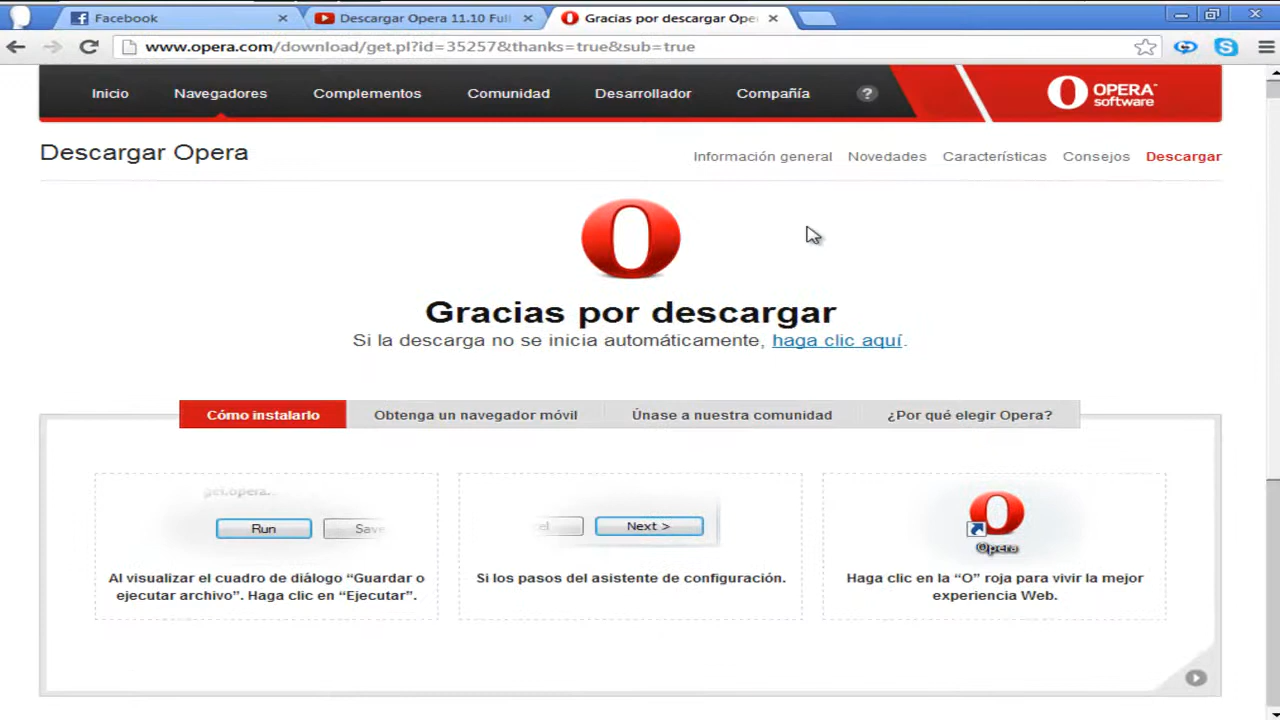 Facebook
Descargar Opera 11.10 Full
Gracias por descargar Ope
www.opera.com/download/get.pl?id=35257&thanks=true&sub=true
Inicio
Navegadores
Complementos
Comunidad
Desarrollador
Compañía
?
OPERA
software
Descargar Opera
Información general
Novedades
Características
Consejos
Descargar
Gracias por descargar
Si la descarga no se inicia automáticamente, haga clic aquí.
Cómo instalarlo
Obtenga un navegador móvil
Únase a nuestra comunidad
¿Por qué elegir Opera?
get.opera..
Run
Save
Al visualizar el cuadro de diálogo “Guardar o
ejecutar archivo”. Haga clic en “Ejecutar”.
el
Next >
Si los pasos del asistente de configuración.
Opera
Haga clic en la “O” roja para vivir la mejor
experiencia Web.